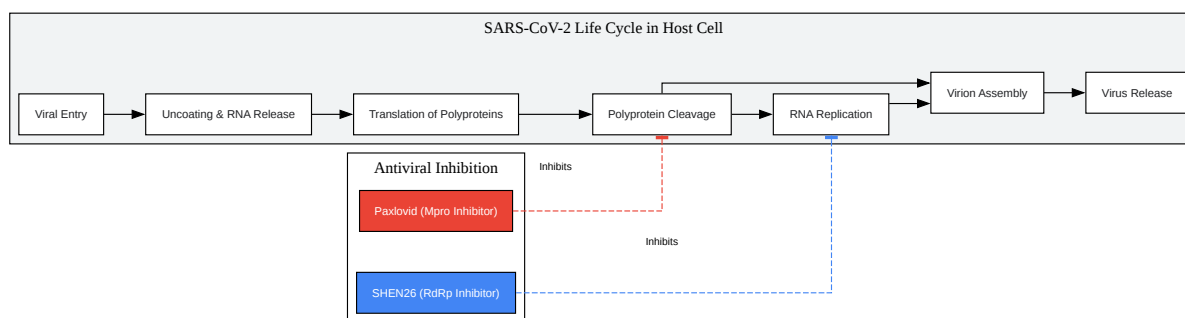 SARS-CoV-2 Life Cycle in Host Cell
Viral Entry
Uncoating & RNA Release
Translation of Polyproteins
Polyprotein Cleavage
RNA Replication
Virion Assembly
Virus Release
Antiviral Inhibition
Inhibits
Paxlovid (Mpro Inhibitor)
Inhibits
SHEN26 (RdRp Inhibitor)